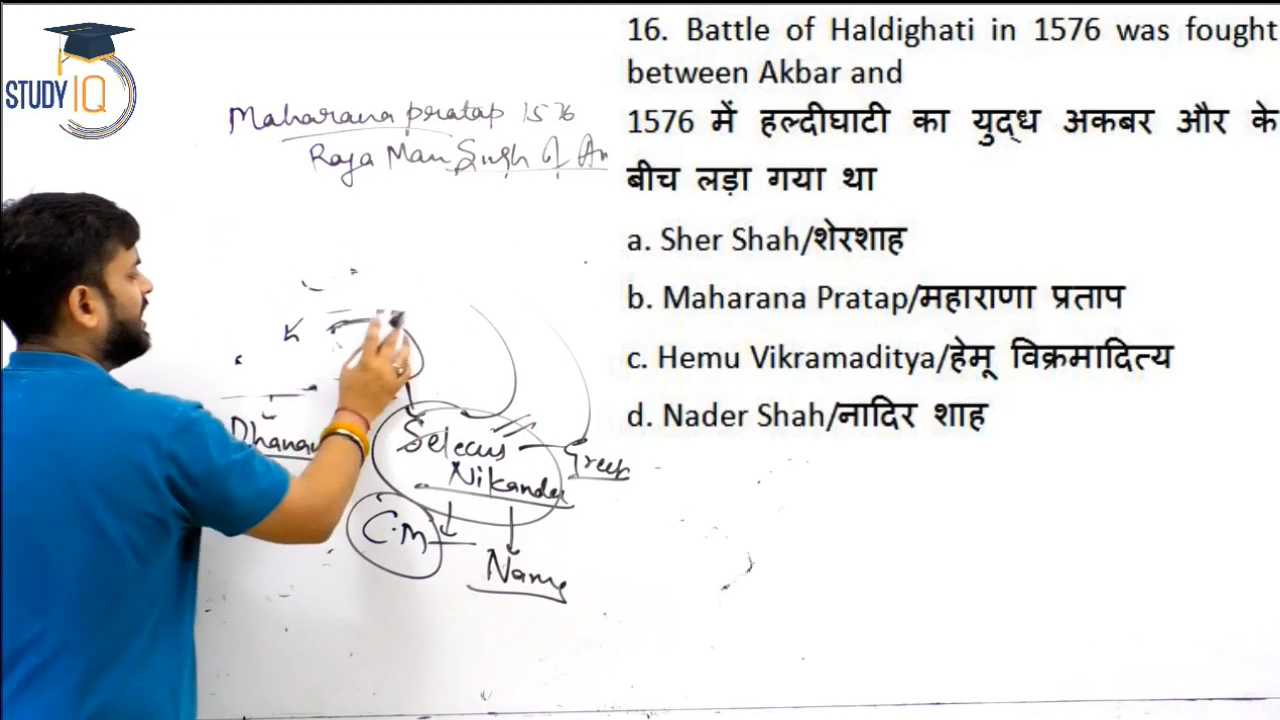 STUDY IQ
Maharana pratap 1576
Raja Man Singh of Am
Dhanan
Selecus
Nikander
Greek
C.M
Name
16. Battle of Haldighati in 1576 was fought
between Akbar and
1576 में हल्दीघाटी का युद्ध अकबर और के
बीच लड़ा गया था
a. Sher Shah/शेरशाह
b. Maharana Pratap/महाराणा प्रताप
c. Hemu Vikramaditya/हेमू विक्रमादित्य
d. Nader Shah/नादिर शाह